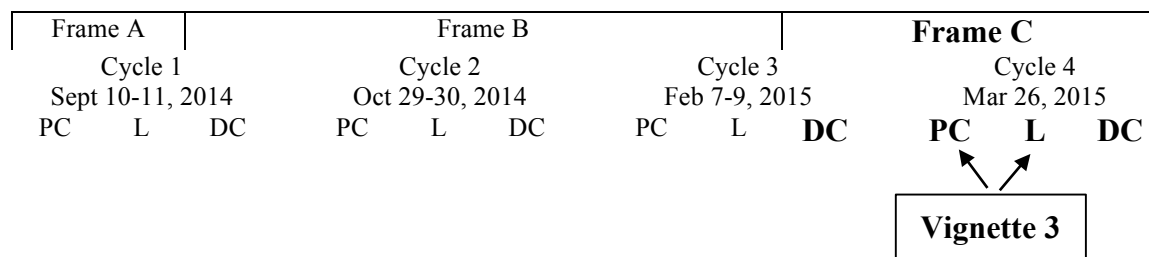 Frame A Frame B Frame C
Cycle 1 Cycle 2 Cycle 3 Cycle 4
Sept 10-11, 2014 Oct 29-30, 2014 Feb 7-9, 2015 Mar 26, 2015
PC L DC PC L DC PC L DC PC L DC
Vignette 3